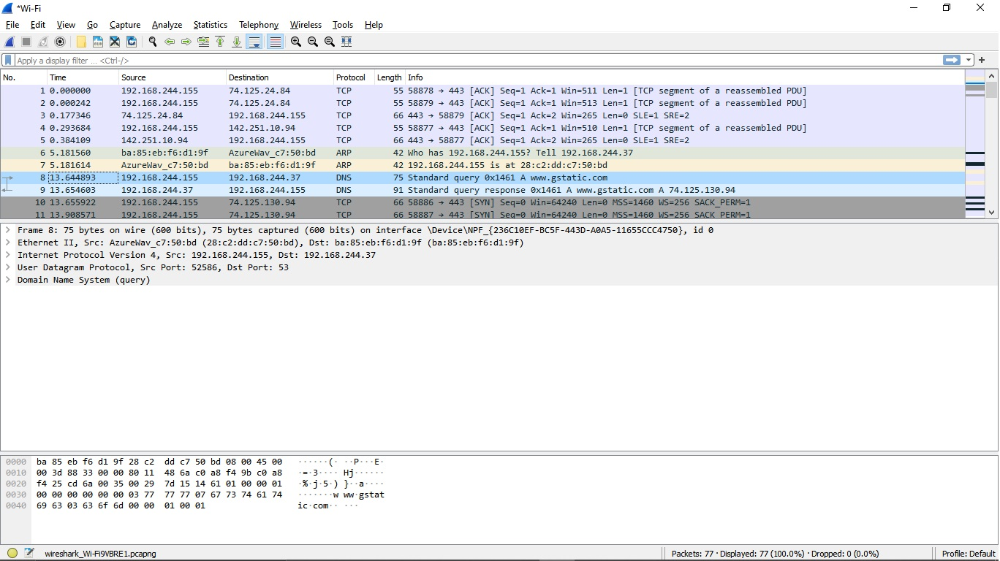 *Wi-Fi
File Edit View Go Capture Analyze Statistics Telephony Wireless Tools Help
Apply a display filter ... <Ctrl-/>
No. Time Source Destination Protocol Length Info
1 0.000000 192.168.244.155 74.125.24.84 TCP 55 58878 → 443 [ACK] Seq=1 Ack=1 Win=511 Len=1 [TCP segment of a reassembled PDU]
2 0.000242 192.168.244.155 74.125.24.84 TCP 55 58879 → 443 [ACK] Seq=1 Ack=1 Win=513 Len=1 [TCP segment of a reassembled PDU]
3 0.177346 74.125.24.84 192.168.244.155 TCP 66 443 → 58879 [ACK] Seq=1 Ack=2 Win=265 Len=0 SLE=1 SRE=2
4 0.293684 192.168.244.155 142.251.10.94 TCP 55 58877 → 443 [ACK] Seq=1 Ack=1 Win=510 Len=1 [TCP segment of a reassembled PDU]
5 0.384109 142.251.10.94 192.168.244.155 TCP 66 443 → 58877 [ACK] Seq=1 Ack=2 Win=265 Len=0 SLE=1 SRE=2
6 5.181560 ba:85:eb:f6:d1:9f AzureWav_c7:50:bd ARP 42 Who has 192.168.244.155? Tell 192.168.244.37
7 5.181614 AzureWav_c7:50:bd ba:85:eb:f6:d1:9f ARP 42 192.168.244.155 is at 28:c2:dd:c7:50:bd
8 13.644893 192.168.244.155 192.168.244.37 DNS 75 Standard query 0x1461 A www.gstatic.com
9 13.654603 192.168.244.37 192.168.244.155 DNS 91 Standard query response 0x1461 A www.gstatic.com A 74.125.130.94
10 13.655922 192.168.244.155 74.125.130.94 TCP 66 58886 → 443 [SYN] Seq=0 Win=64240 Len=0 MSS=1460 WS=256 SACK_PERM=1
11 13.908571 192.168.244.155 74.125.130.94 TCP 66 58887 → 443 [SYN] Seq=0 Win=64240 Len=0 MSS=1460 WS=256 SACK PERM=1
Frame 8: 75 bytes on wire (600 bits), 75 bytes captured (600 bits) on interface \Device\NPF_{236C10EF-BC5F-443D-A0A5-11655CCC4750}, id 0
Ethernet II, Src: AzureWav_c7:50:bd (28:c2:dd:c7:50:bd), Dst: ba:85:eb:f6:d1:9f (ba:85:eb:f6:d1:9f)
Internet Protocol Version 4, Src: 192.168.244.155, Dst: 192.168.244.37
User Datagram Protocol, Src Port: 52586, Dst Port: 53
Domain Name System (query)
0000 ba 85 eb f6 d1 9f 28 c2 dd c7 50 bd 08 00 45 00 ······(· ··P···E·
0010 00 3d 88 33 00 00 80 11 48 6a c0 a8 f4 9b c0 a8 ·=·3···· Hj······
0020 f4 25 cd 6a 00 35 00 29 7d 15 14 61 01 00 00 01 ·%·j·5·) }··a····
0030 00 00 00 00 00 00 03 77 77 77 07 67 73 74 61 74 ·······w ww·gstat
0040 69 63 03 63 6f 6d 00 00 01 00 01 ic·com·· ···
wireshark_Wi-Fi9VBRE1.pcapng Packets: 77 · Displayed: 77 (100.0%) · Dropped: 0 (0.0%) Profile: Default